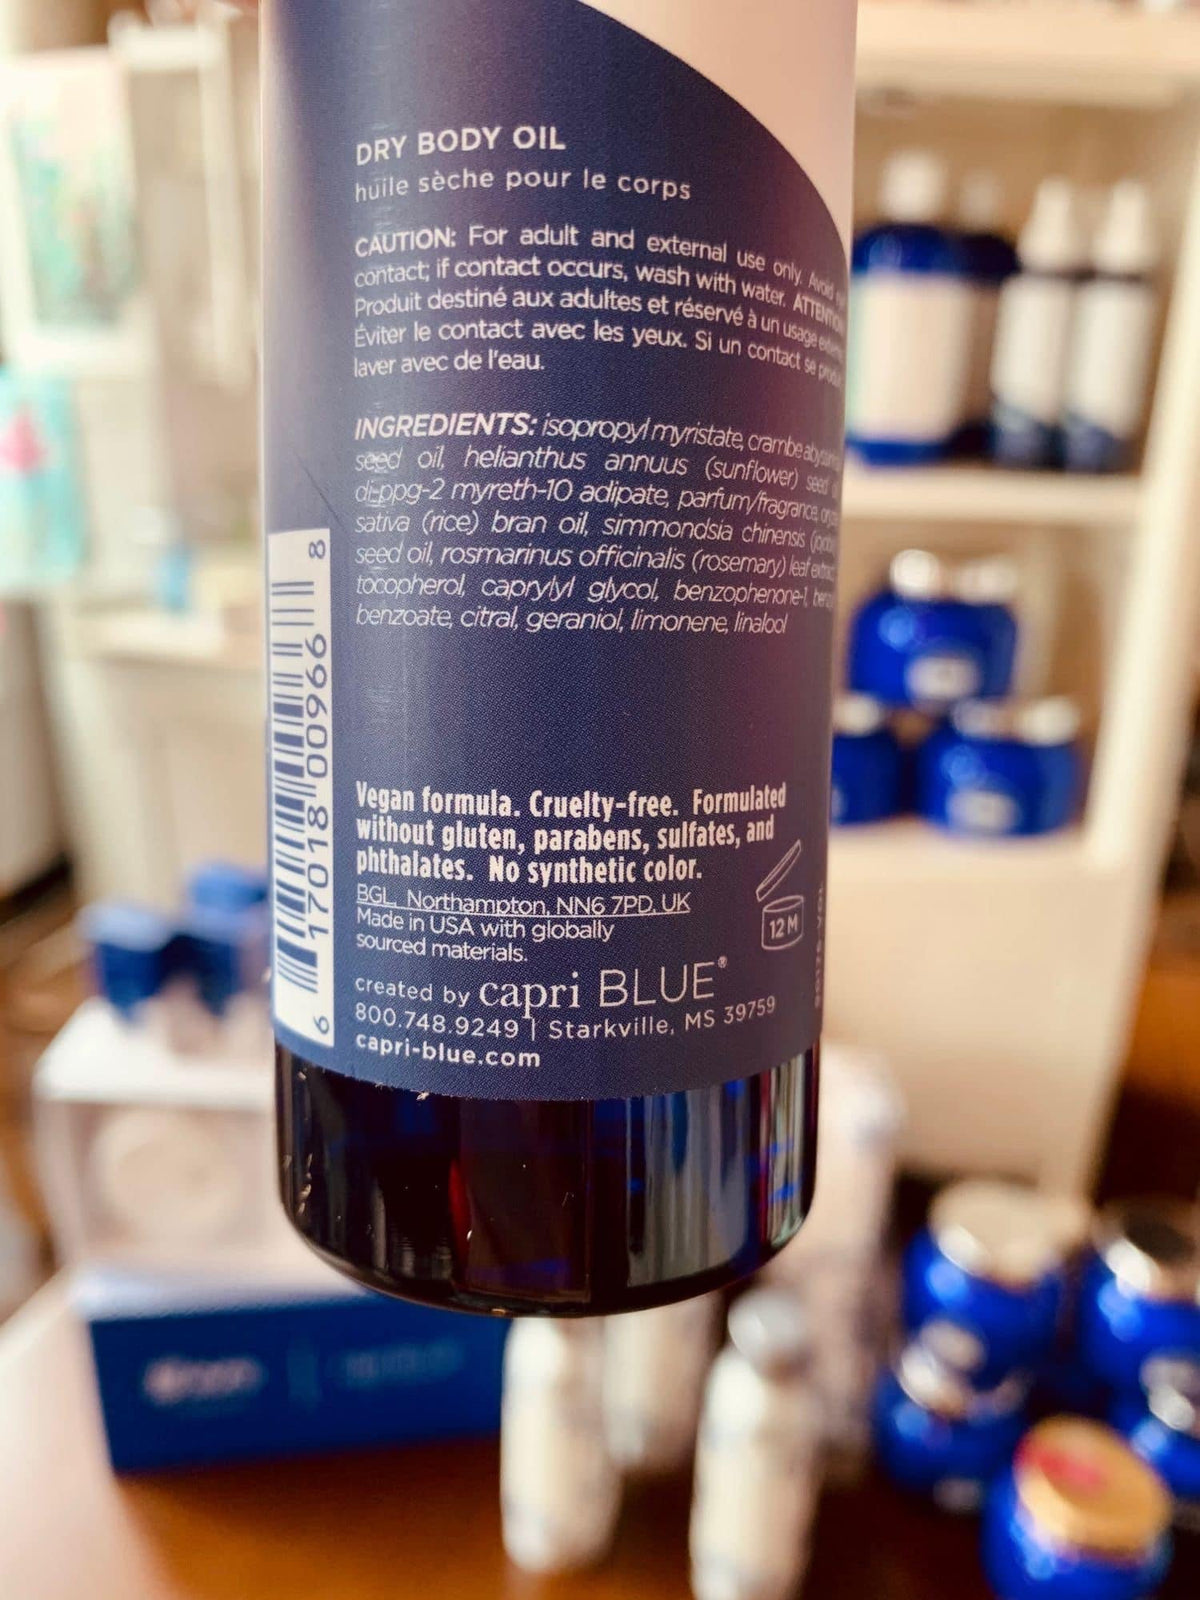 DRY BODY OIL
huile sèche pour le corps
CAUTION: For adult and external use only. Avoid
contact; if contact occurs, wash with water. ATTENTION
Produit destiné aux adultes et réservé à un usage
Éviter le contact avec les yeux. Si un contact se
laver avec de l'eau.
INGREDIENTS: isopropyl myristate, crambe
seed oil, helianthus annuus (sunflower) seed
di-ppg-2 myreth-10 adipate, parfum/fragrance,
sativa (rice) bran oil, simmondsia chinensis
seed oil, rosmarinus officinalis (rosemary) leaf
tocopherol, caprylyl glycol, benzophenone-1,
benzoate, citral, geraniol, limonene, linalool
8 17018 00966 6
Vegan formula. Cruelty-free. Formulated
without gluten, parabens, sulfates, and
phthalates. No synthetic color.
BGL, Northampton, NN6 7PD, UK
Made in USA with globally
sourced materials.
12 M
created by capri BLUE®
800.748.9249 | Starkville, MS 39759
capri-blue.com